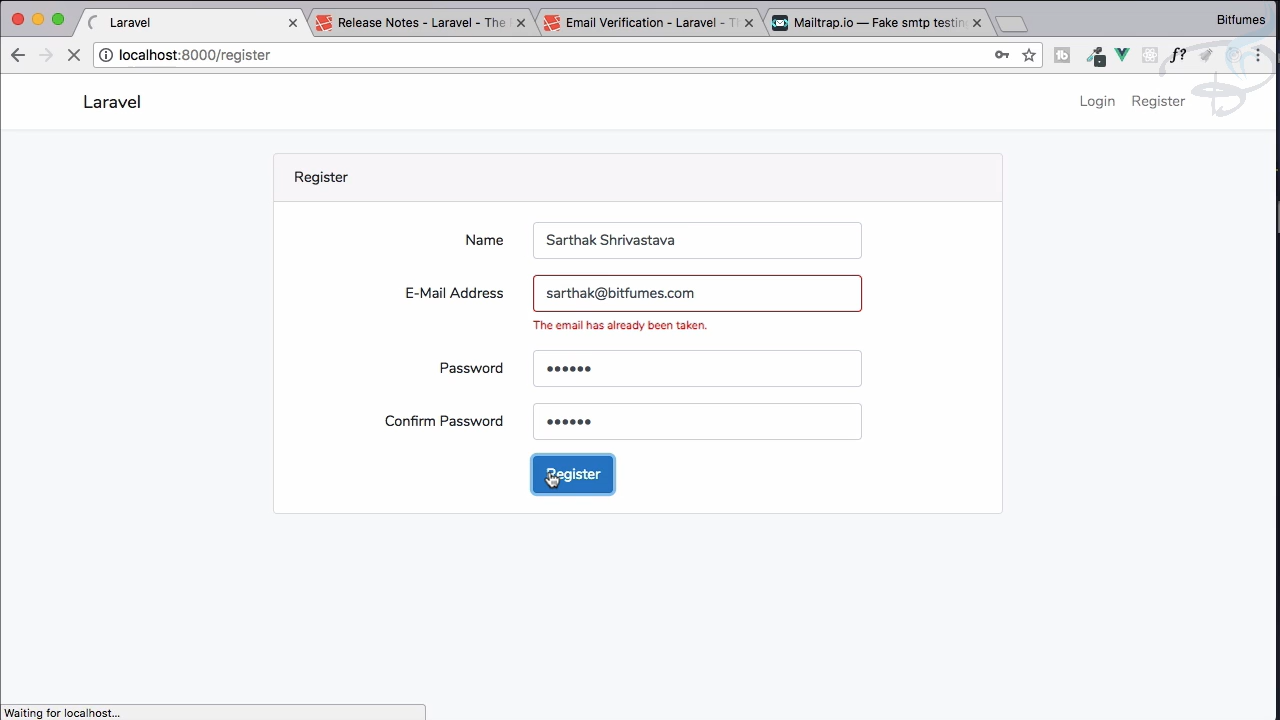 Laravel
Release Notes - Laravel - The
Email Verification - Laravel - Th
Mailtrap.io — Fake smtp testing
Bitfumes
localhost:8000/register
f?
Laravel
Login
Register
Register
Name
Sarthak Shrivastava
E-Mail Address
sarthak@bitfumes.com
The email has already been taken.
Password
••••••
Confirm Password
••••••
Register
Waiting for localhost...